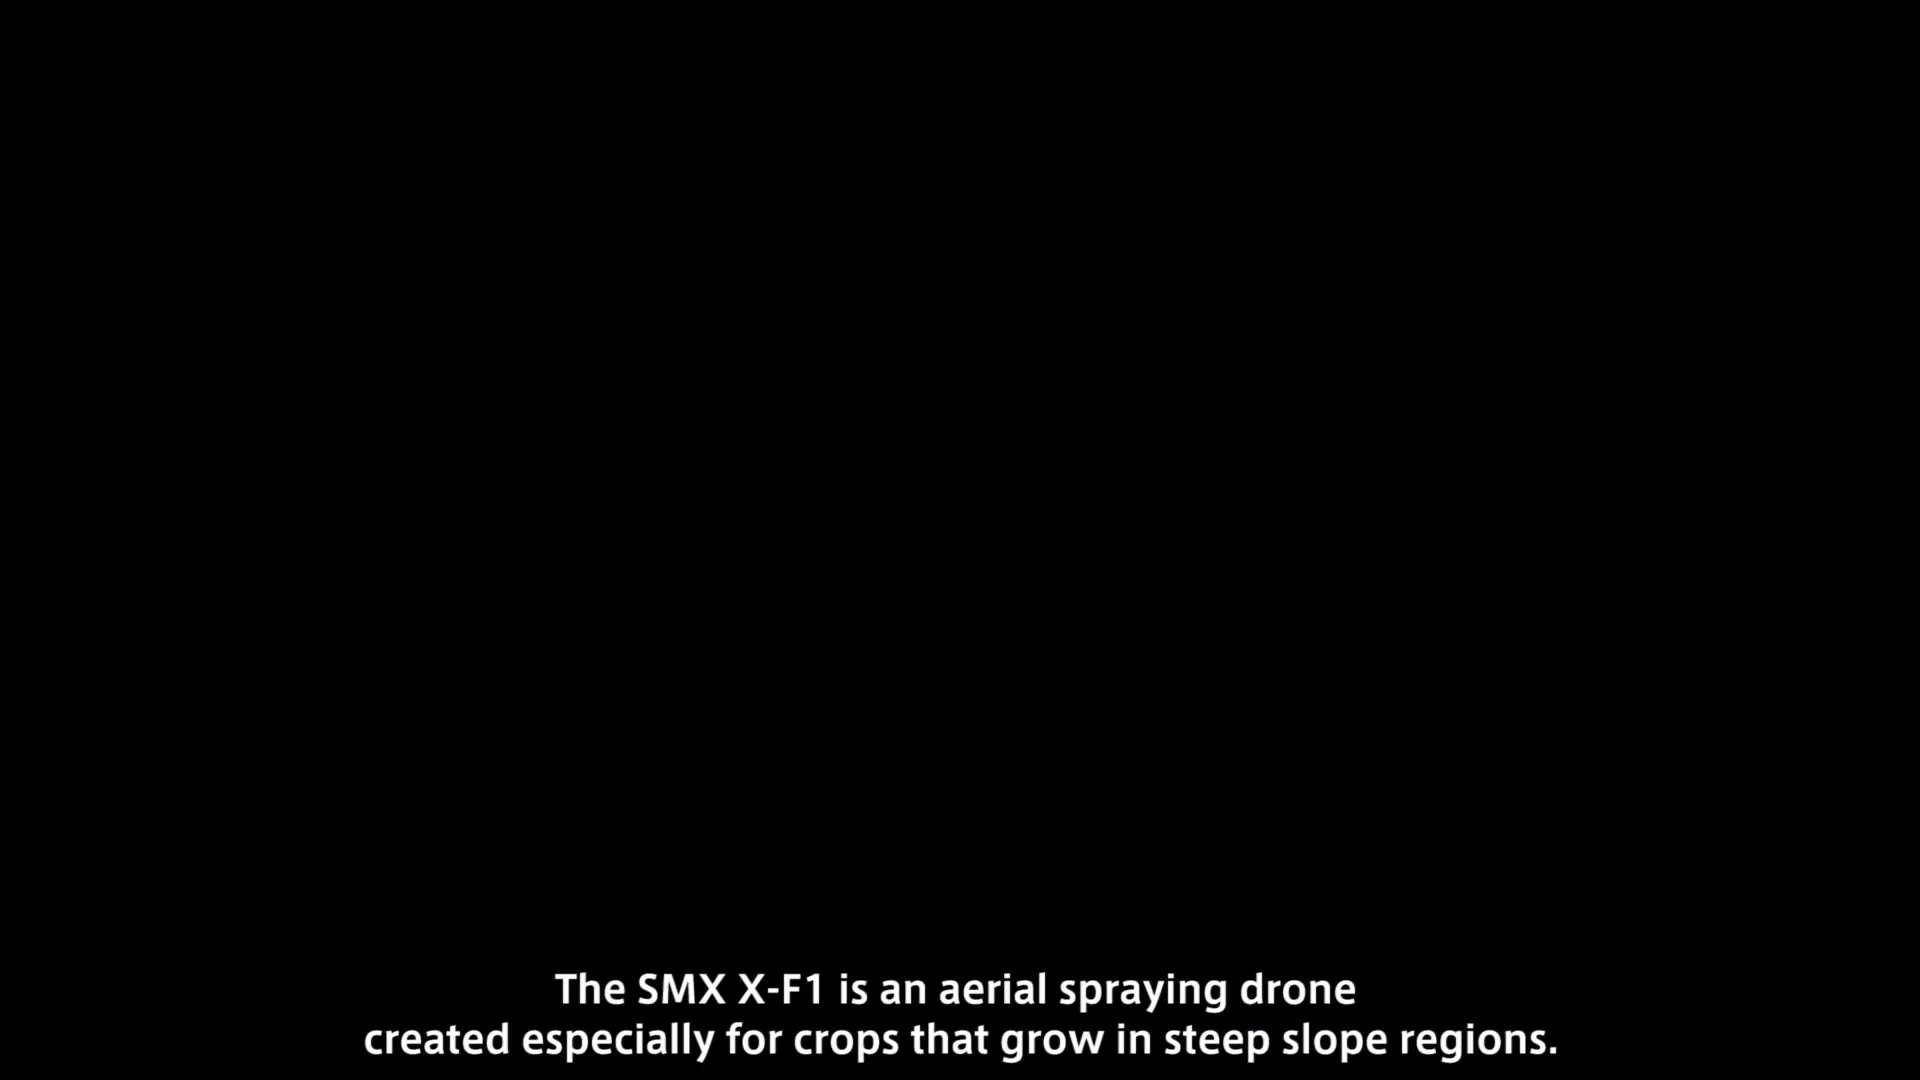 The SMX X-F1 is an aerial spraying drone
created especially for crops that grow in steep slope regions.